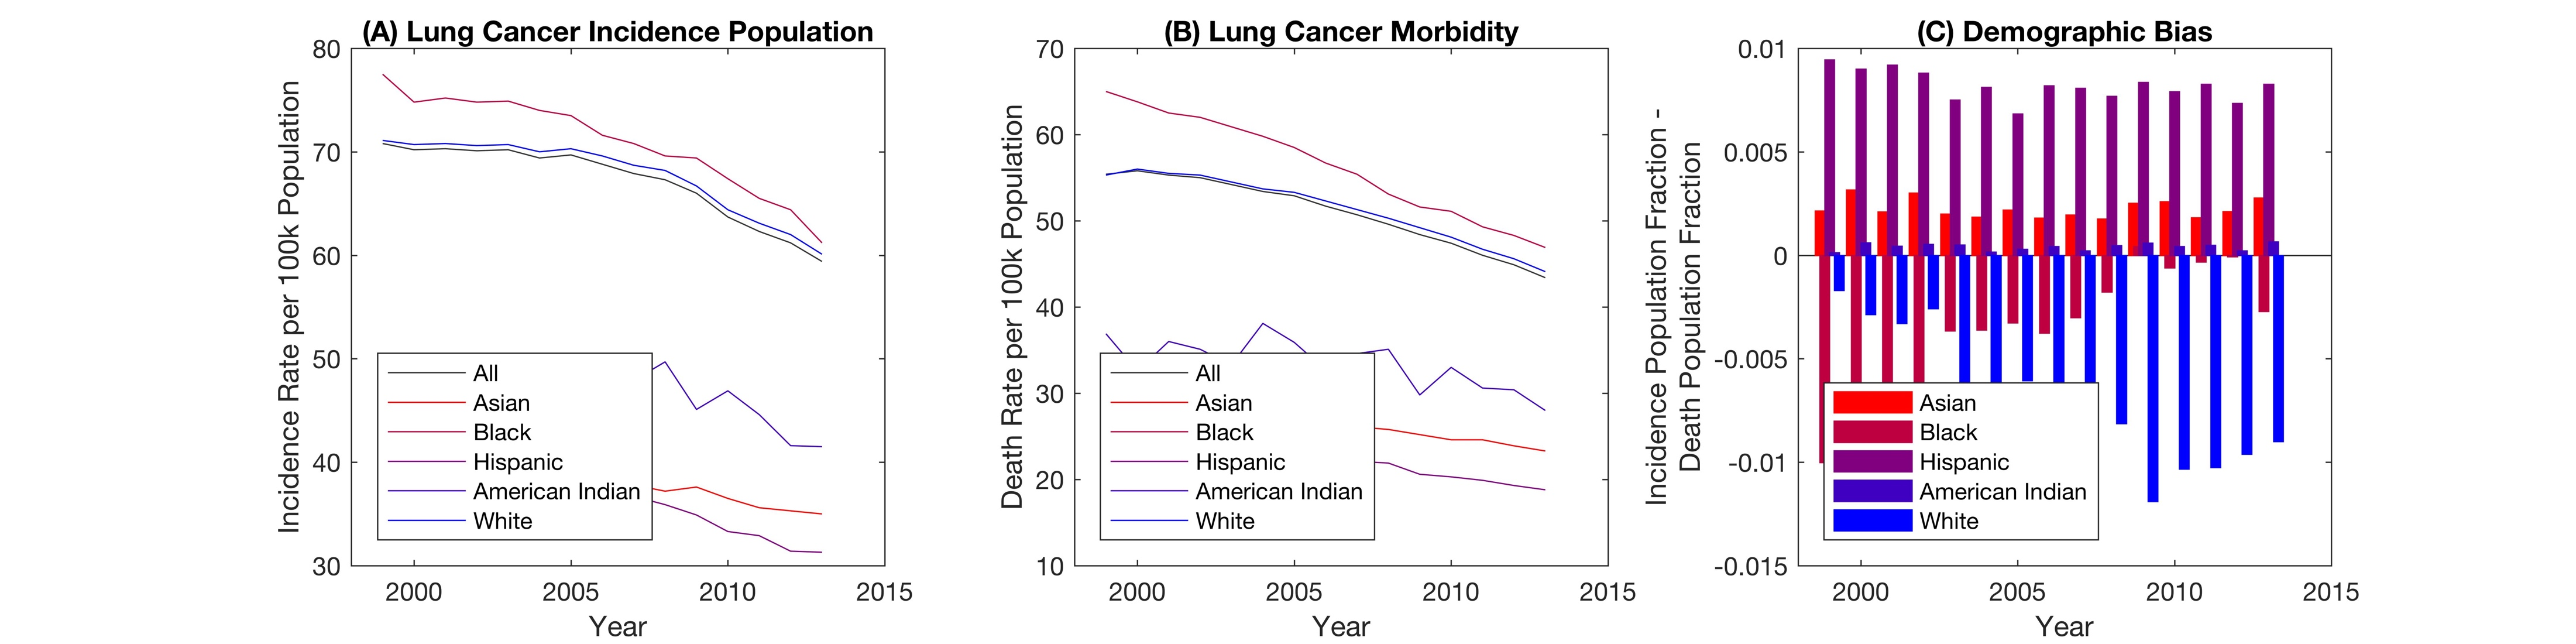 (A) Lung Cancer Incidence Population
80
70
60
50
40
30
Incidence Rate per 100k Population
All
Asian
Black
Hispanic
American Indian
White
2000
2005
2010
2015
Year
(B) Lung Cancer Morbidity
70
60
50
40
30
20
10
Death Rate per 100k Population
All
Asian
Black
Hispanic
American Indian
White
2000
2005
2010
2015
Year
(C) Demographic Bias
0.01
0.005
0
-0.005
-0.01
-0.015
Incidence Population Fraction -
Death Population Fraction
Asian
Black
Hispanic
American Indian
White
2000
2005
2010
2015
Year